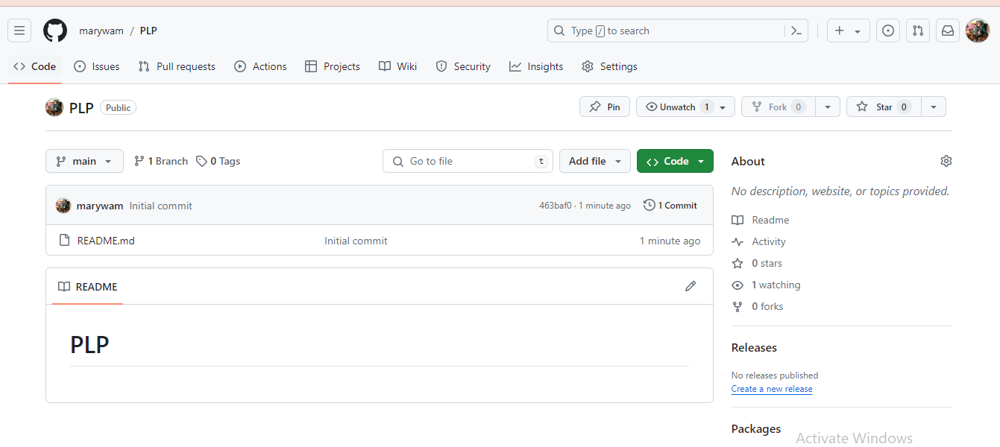 marywam / PLP
Type / to search
Code Issues Pull requests Actions Projects Wiki Security Insights Settings
PLP Public
Pin Unwatch 1 Fork 0 Star 0
main 1 Branch 0 Tags
Go to file t Add file Code
marywam Initial commit 463baf0 · 1 minute ago 1 Commit
README.md Initial commit 1 minute ago
README
PLP
About
No description, website, or topics provided.
Readme
Activity
0 stars
1 watching
0 forks
Releases
No releases published
Create a new release
Packages
Activate Windows